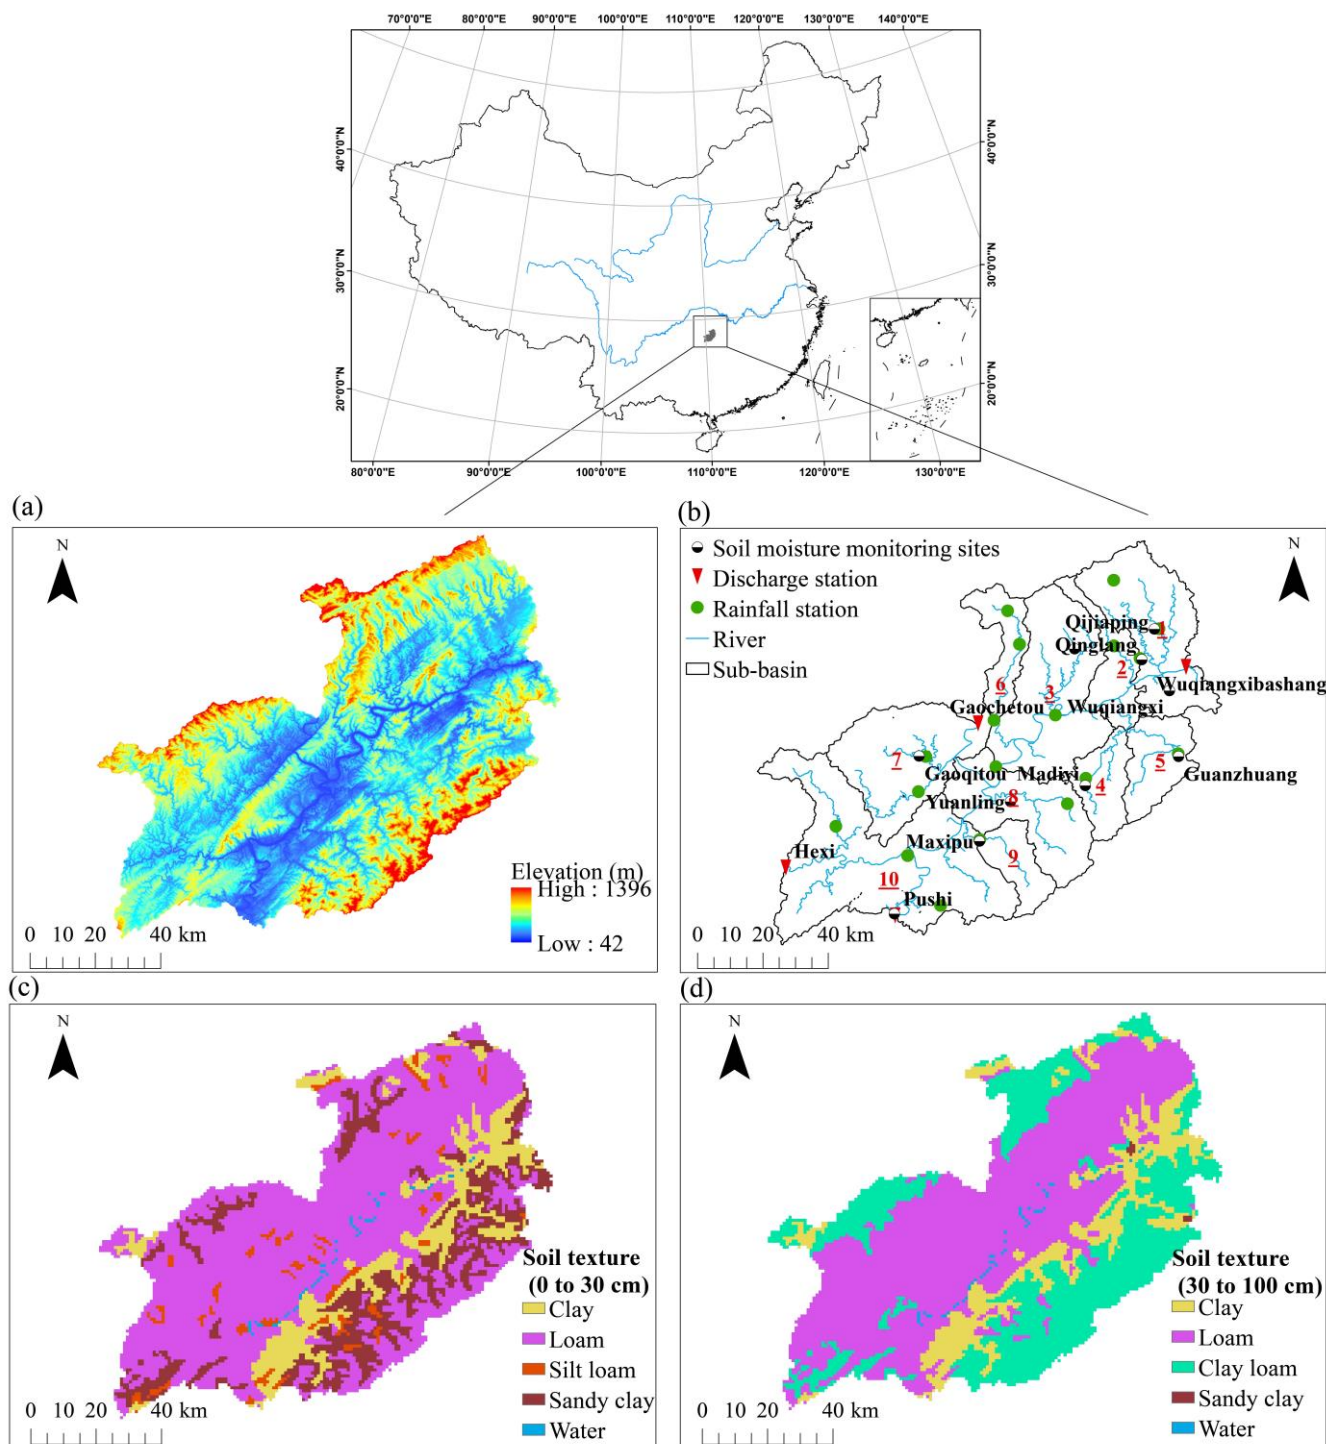 70°0'0"E 80°0'0"E 90°0'0"E 100°0'0"E 110°0'0"E 120°0'0"E 130°0'0"E 140°0'0"E
40°0'0"N 40°0'0"N
30°0'0"N 30°0'0"N
20°0'0"N 20°0'0"N
80°0'0"E 90°0'0"E 100°0'0"E 110°0'0"E 120°0'0"E 130°0'0"E
(a)
N
Elevation (m)
High : 1396
Low : 42
0 10 20 40 km
(b)
Soil moisture monitoring sites
Discharge station
Rainfall station
River
Sub-basin
N
Qijiaping 1
Qinglang
2
6 3
Wuqiangxibashang
Gaochetou Wuqiangxi
7
Gaoqitou Madiyi
5
Guanzhuang
4
Yuanling 8
Maxipu
Hexi
9
10
Pushi
0 10 20 40 km
(c)
N
Soil texture
(0 to 30 cm)
Clay
Loam
Silt loam
Sandy clay
Water
0 10 20 40 km
(d)
N
Soil texture
(30 to 100 cm)
Clay
Loam
Clay loam
Sandy clay
Water
0 10 20 40 km